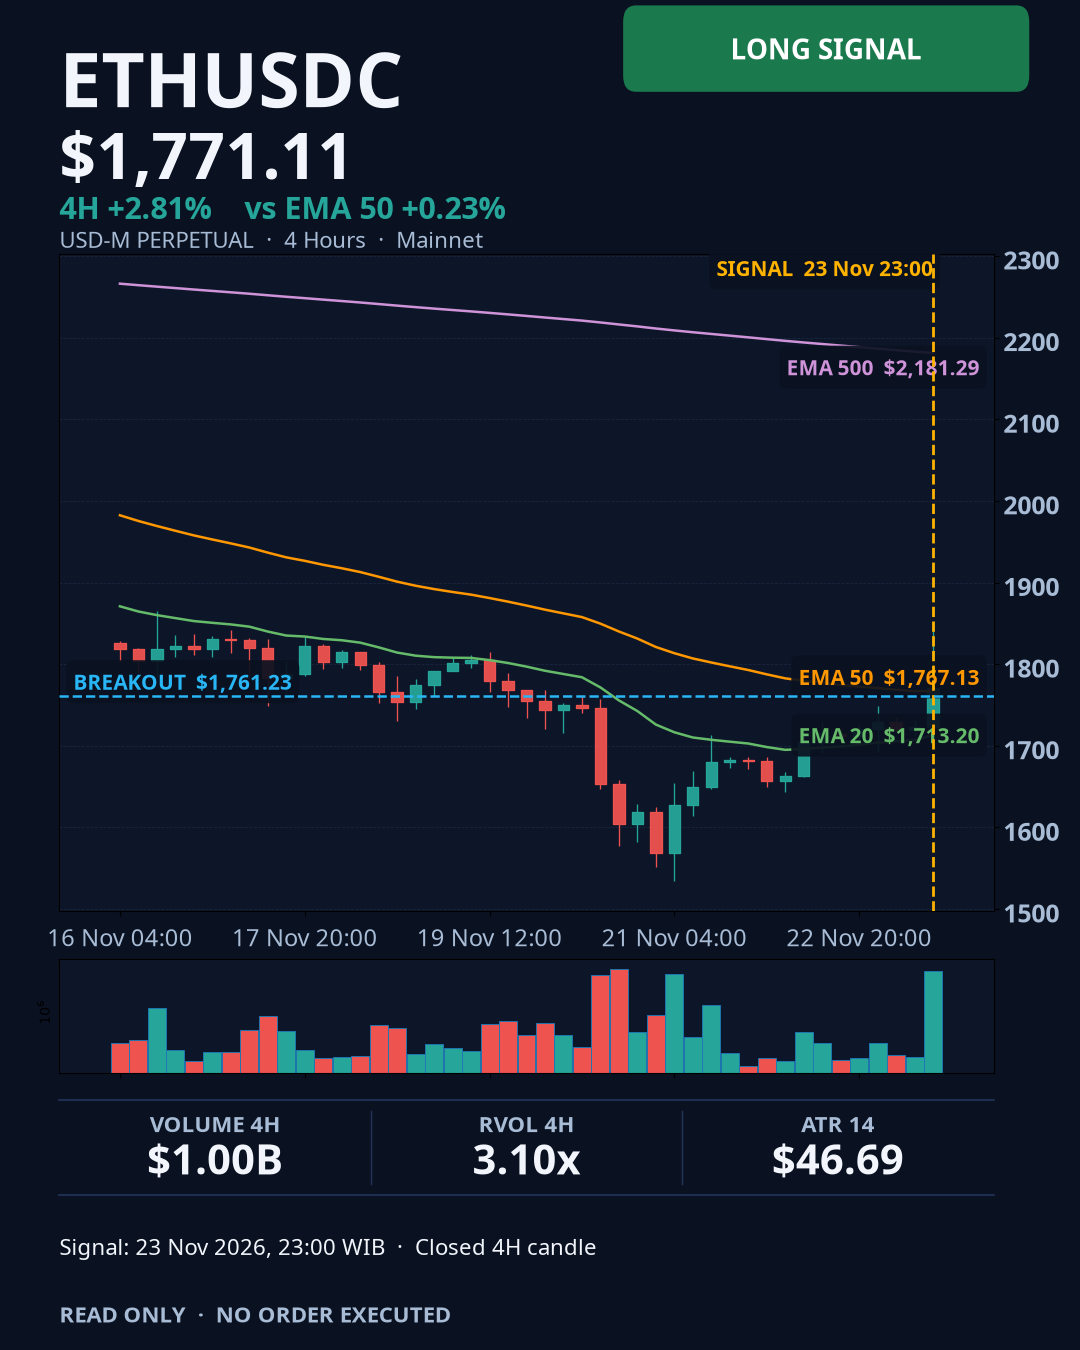 LONG SIGNAL
ETHUSDC
$1,771.11
4H +2.81% vs EMA 50 +0.23%
USD-M PERPETUAL · 4 Hours · Mainnet
SIGNAL 23 Nov 23:00
2300
2200
EMA 500 $2,181.29
2100
2000
1900
1800
EMA 50 $1,767.13
BREAKOUT $1,761.23
EMA 20 $1,713.20
1700
1600
1500
16 Nov 04:00 17 Nov 20:00 19 Nov 12:00 21 Nov 04:00 22 Nov 20:00
10⁶
VOLUME 4H RVOL 4H ATR 14
$1.00B 3.10x $46.69
Signal: 23 Nov 2026, 23:00 WIB · Closed 4H candle
READ ONLY · NO ORDER EXECUTED